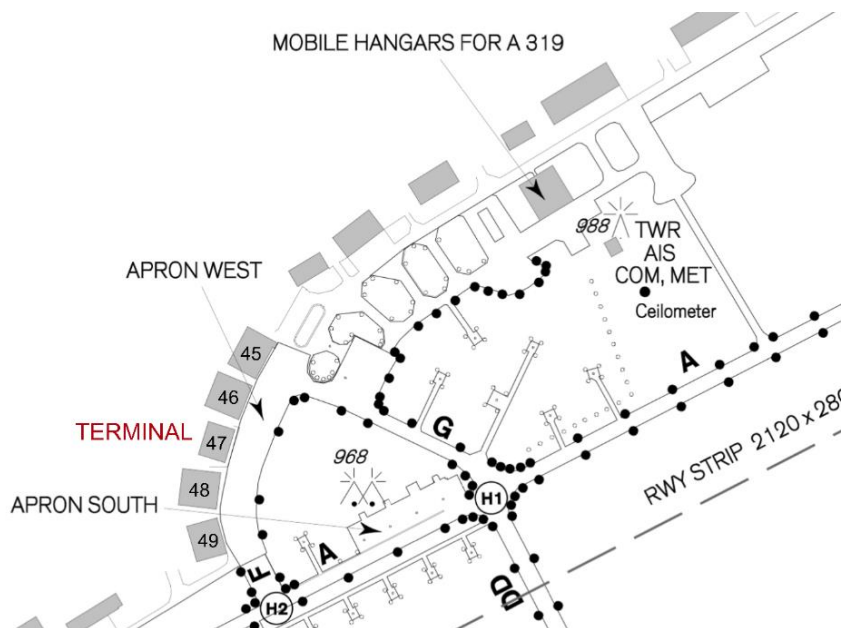 MOBILE HANGARS FOR A 319
988
TWR
AIS
COM, MET
Ceilometer
APRON WEST
45
46
TERMINAL
47
48
49
968
APRON SOUTH
G
A
A
F
H1
H2
DD
RWY STRIP 2120 x 280